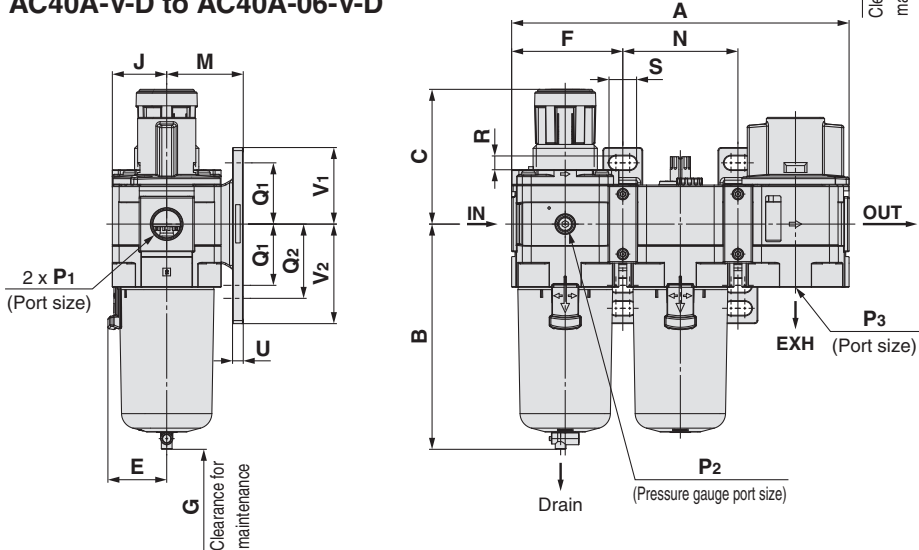 AC40A-V-D to AC40A-06-V-D
J
M
Q1
V1
Q1
Q2
V2
2 x P1
(Port size)
U
E
G
Clearance for
maintenance
A
F
N
S
C
R
IN
OUT
B
EXH
P3
(Port size)
P2
(Pressure gauge port size)
Drain